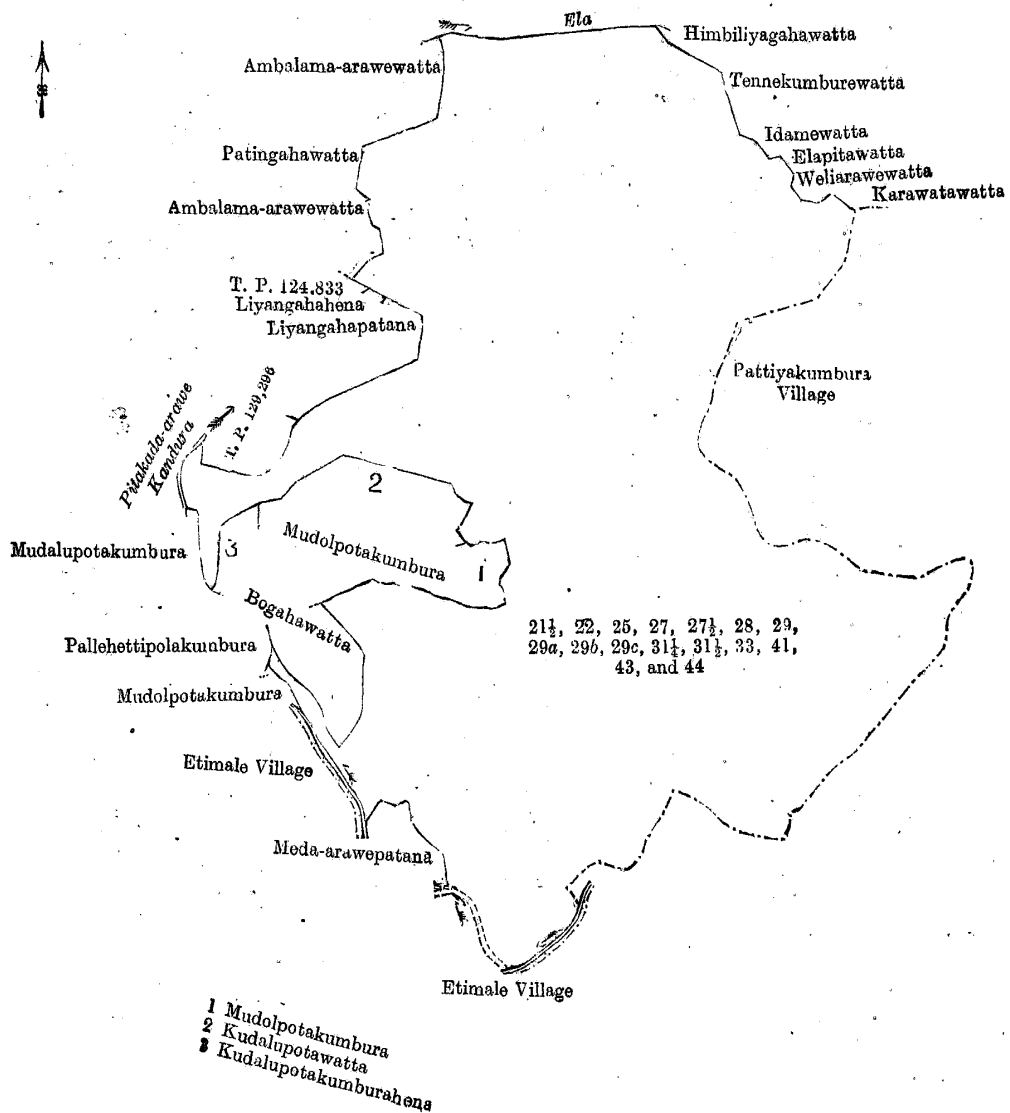 Ela
Himbiliyagahawatta
Ambalama-arawewatta
Tennekumburewatta
Idamewatta
Patingahawatta
Elapitawatta
Weliarawewatta
Karawatawatta
Ambalama-arawewatta
T. P. 124,833
Liyangahahena
Liyangahapatana
Pattiyakumbura
Village
Pitakada-arawe
Kandura
T. P. 129,296
2
Mudalupotakumbura
3
Mudolpotakumbura
1
Bogahawatta
21½, 22, 25, 27, 27½, 28, 29,
29a, 29b, 29c, 31¼, 31½, 33, 41,
43, and 44
Pallehettipolakumbura
Mudolpotakumbura
Etimale Village
Meda-arawepatana
Etimale Village
1 Mudolpotakumbura
2 Kudalupotawatta
3 Kudalupotakumburahena